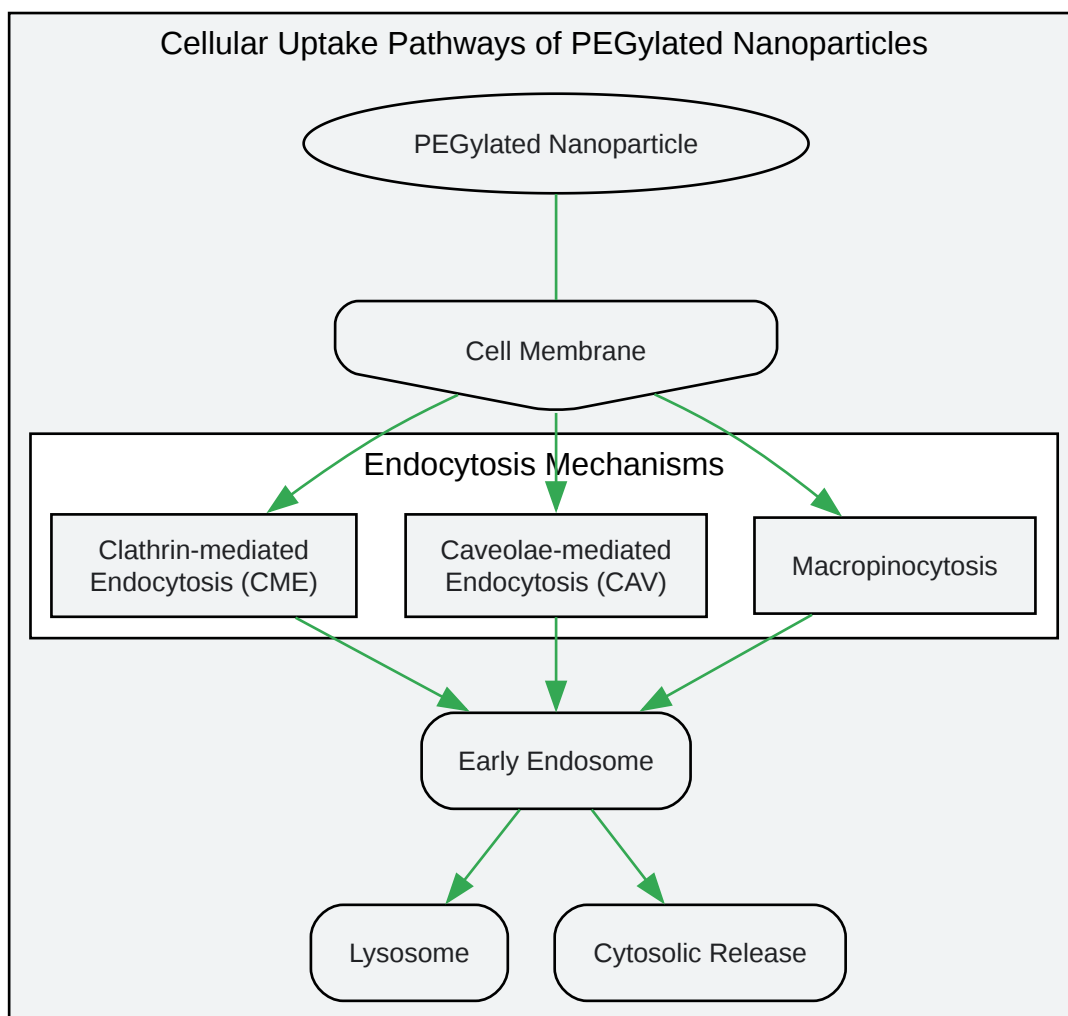 Cellular Uptake Pathways of PEGylated Nanoparticles
PEGylated Nanoparticle
Cell Membrane
Endocytosis Mechanisms
Clathrin-mediated
Endocytosis (CME)
Caveolae-mediated
Endocytosis (CAV)
Macropinocytosis
Early Endosome
Lysosome
Cytosolic Release